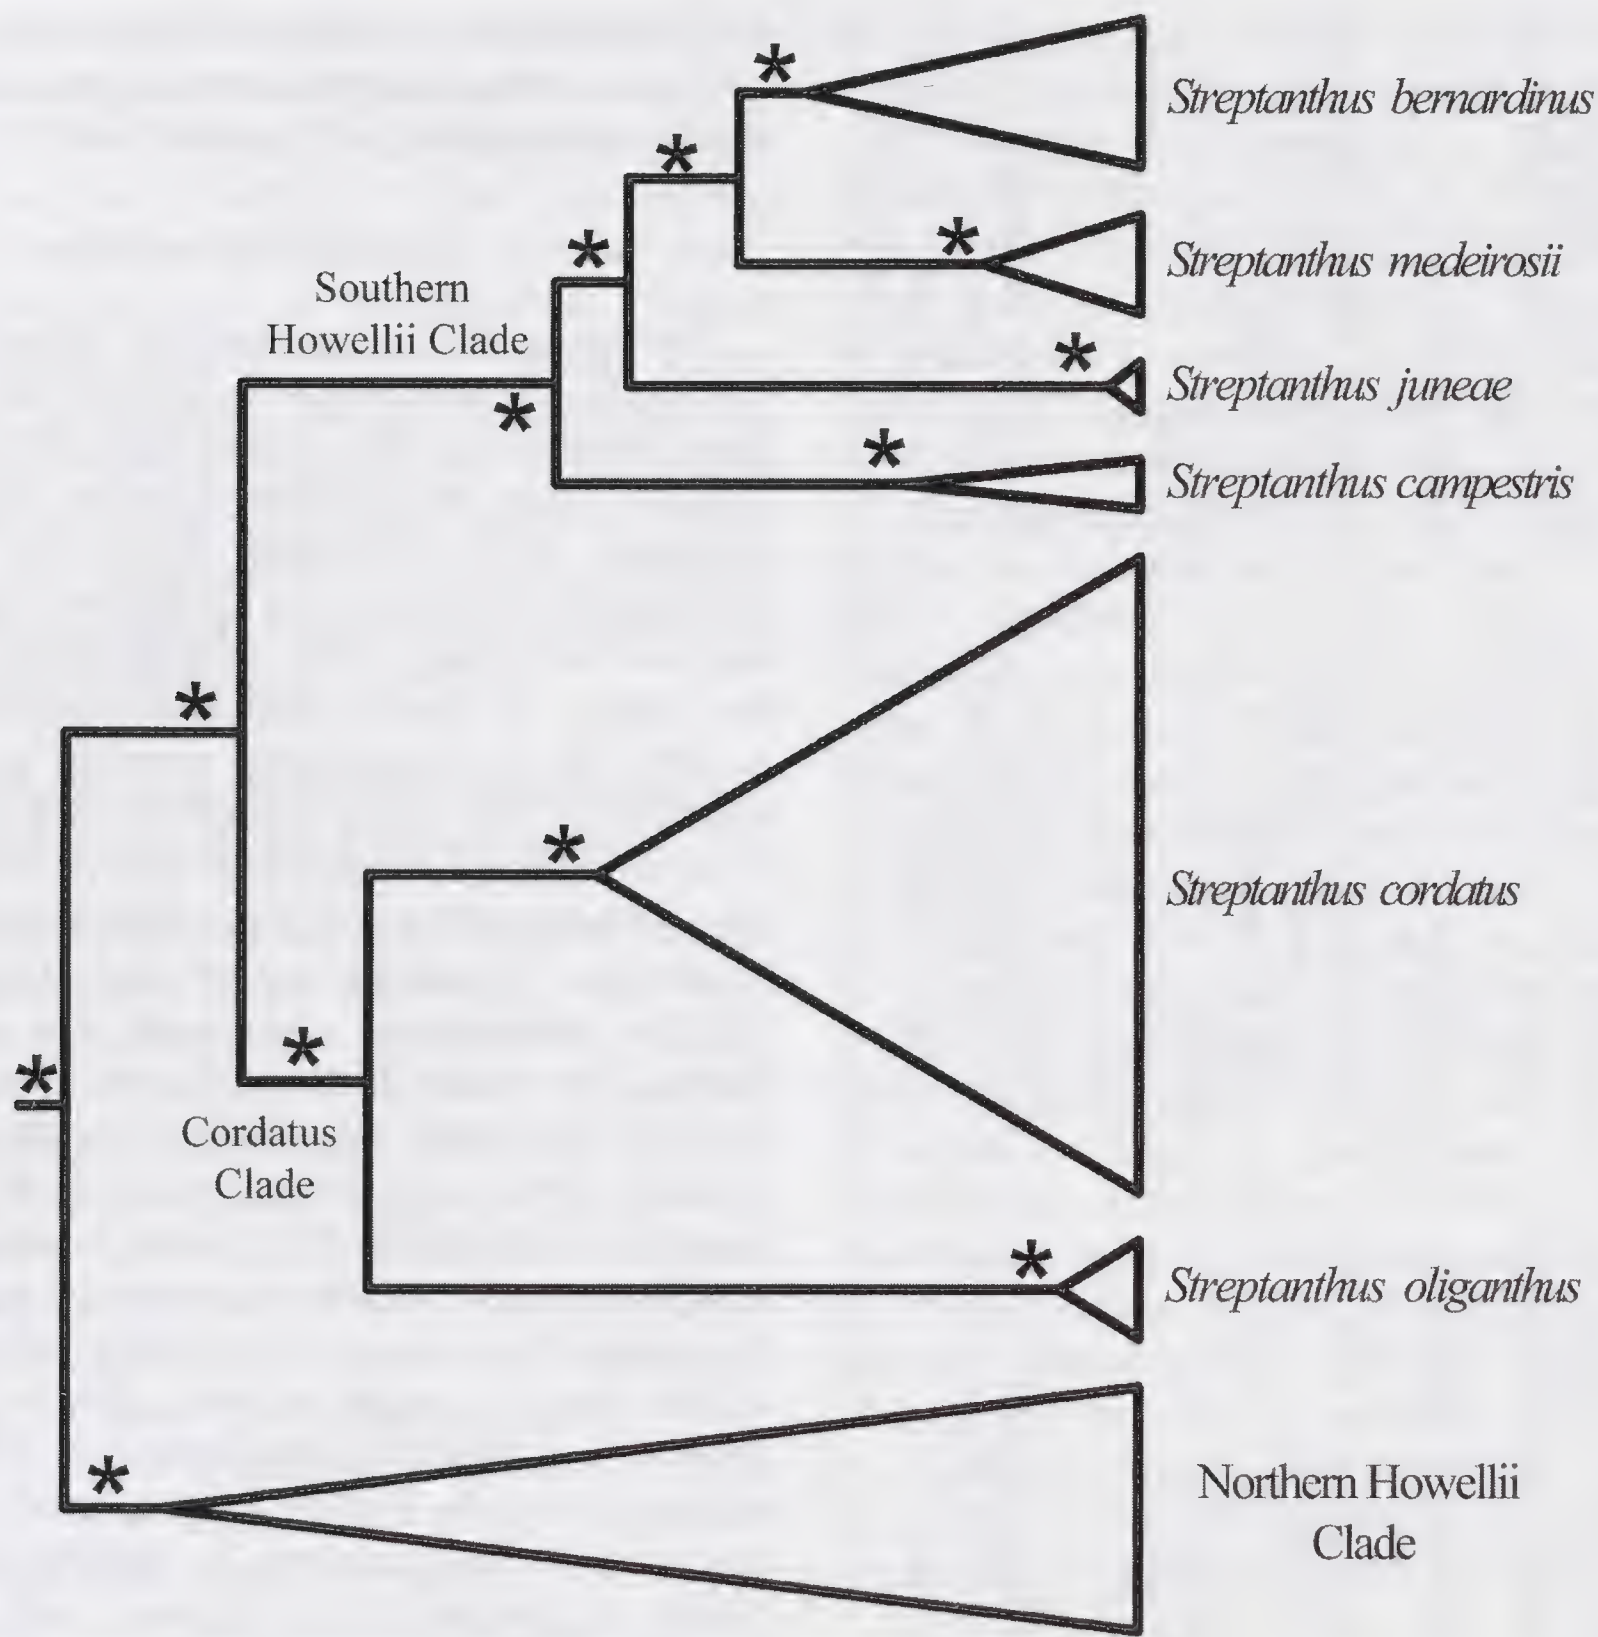 Streptanthus bernardinus
Streptanthus medeirosii
Southern
Howellii Clade
Streptanthus juneae
Streptanthus campestris
Streptanthus cordatus
Cordatus
Clade
Streptanthus oliganthus
Northern Howellii
Clade